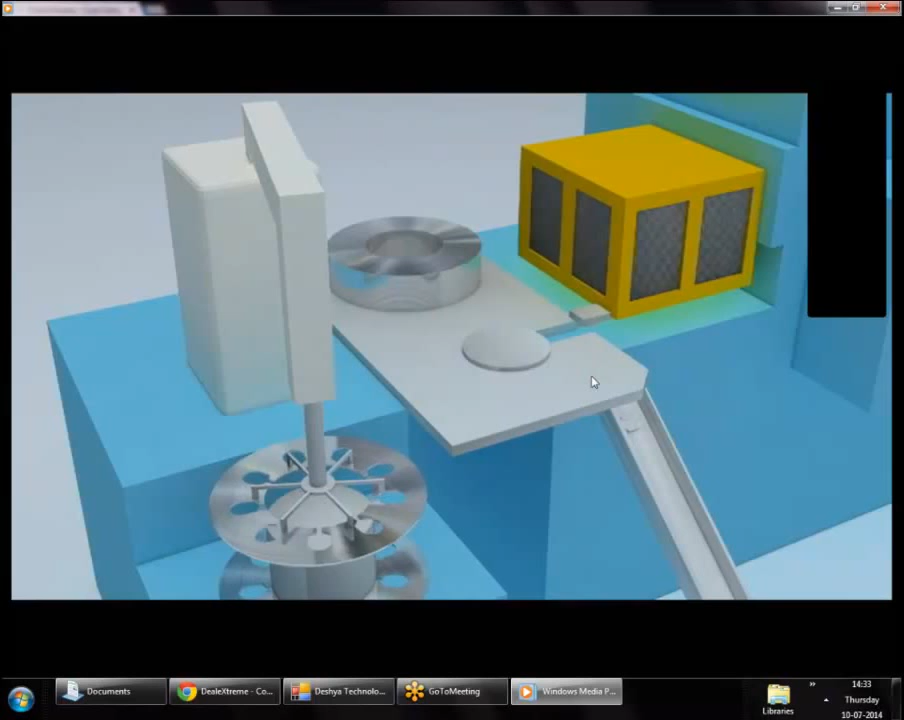 Documents
DealeXtreme - Co...
Deshya Technolo...
GoToMeeting
Windows Media P...
Libraries
»
14:33
Thursday
10-07-2014